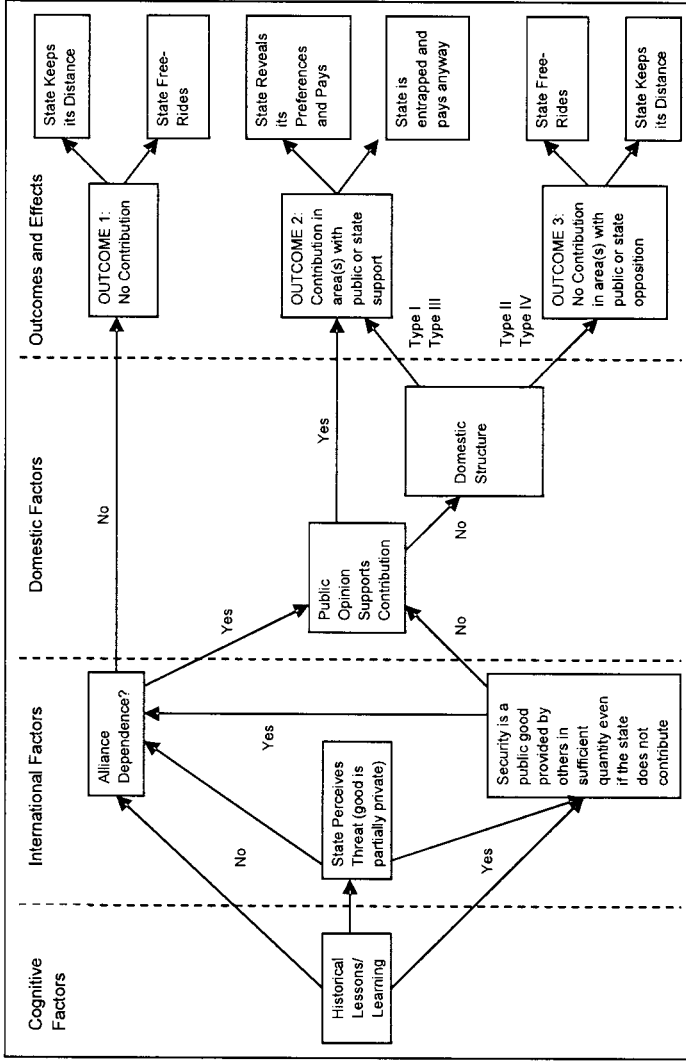 Cognitive
Factors
International Factors
Domestic Factors
Outcomes and Effects
Historical
Lessons/
Learning
No
Yes
Alliance
Dependence?
State Perceives
Threat (good is
partially private)
Yes
Security is a
public good
provided by
others in
sufficient
quantity even
if the state
does not
contribute
No
Yes
No
Public
Opinion
Supports
Contribution
Yes
No
Domestic
Structure
Type I
Type III
Type II
Type IV
OUTCOME 1:
No Contribution
OUTCOME 2:
Contribution in
area(s) with
public or state
support
OUTCOME 3:
No Contribution
in area(s) with
public or state
opposition
State Keeps
its Distance
State Free-
Rides
State Reveals
its
Preferences
and Pays
State is
entrapped and
pays anyway
State Free-
Rides
State Keeps
its Distance